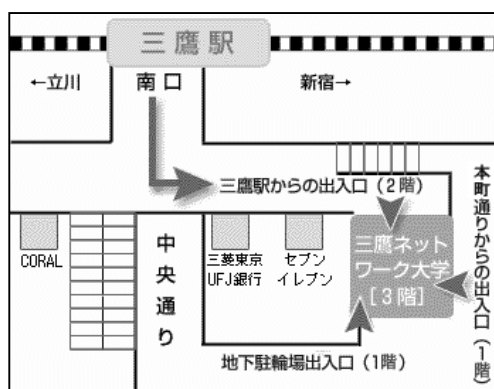 三鷹駅
←立川
南口
新宿→
三鷹駅からの出入口(2階)
本町通りからの出入口(1階)
三鷹ネット
ワーク大学
[3階]
CORAL
中央通り
三菱東京
UFJ銀行
セブン
イレブン
地下駐輪場出入口(1階)